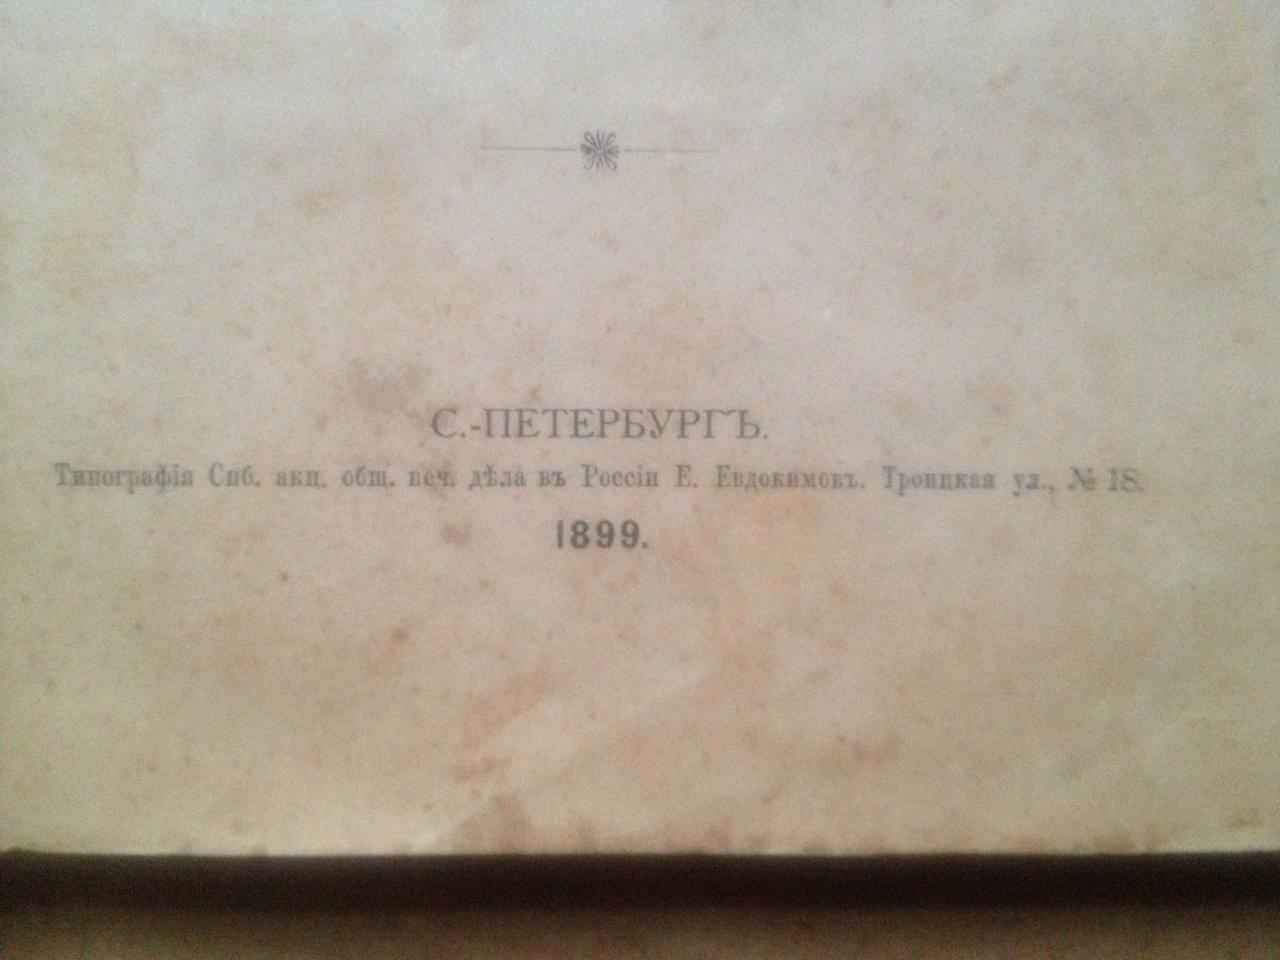 С.-ПЕТЕРБУРГЪ.
Типографія Спб. акц. общ. печ. дѣла въ Россіи Е. Евдокимовъ. Троицкая ул., № 18.
1899.